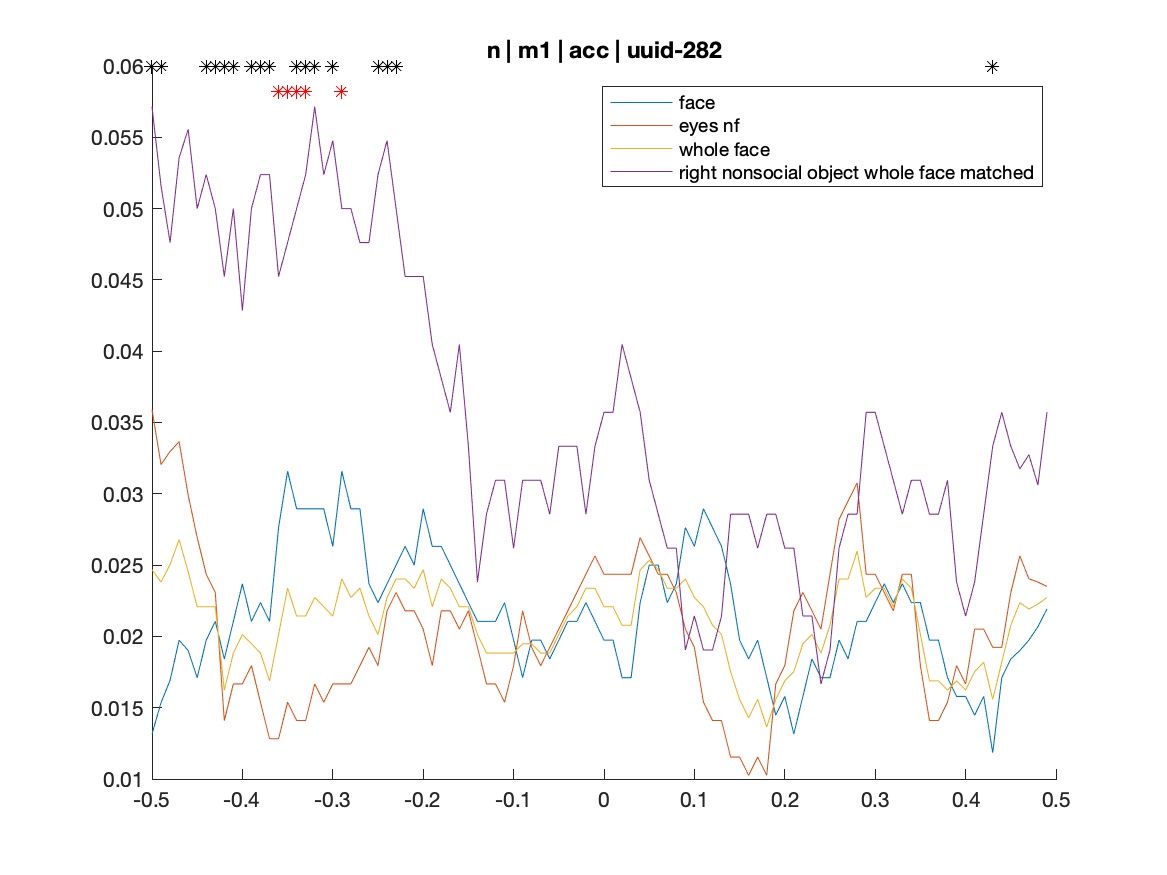 n | m1 | acc | uuid-282
0.06
0.055
0.05
0.045
0.04
0.035
0.03
0.025
0.02
0.015
0.01
face
eyes nf
whole face
right nonsocial object whole face matched
-0.5 -0.4 -0.3 -0.2 -0.1 0 0.1 0.2 0.3 0.4 0.5